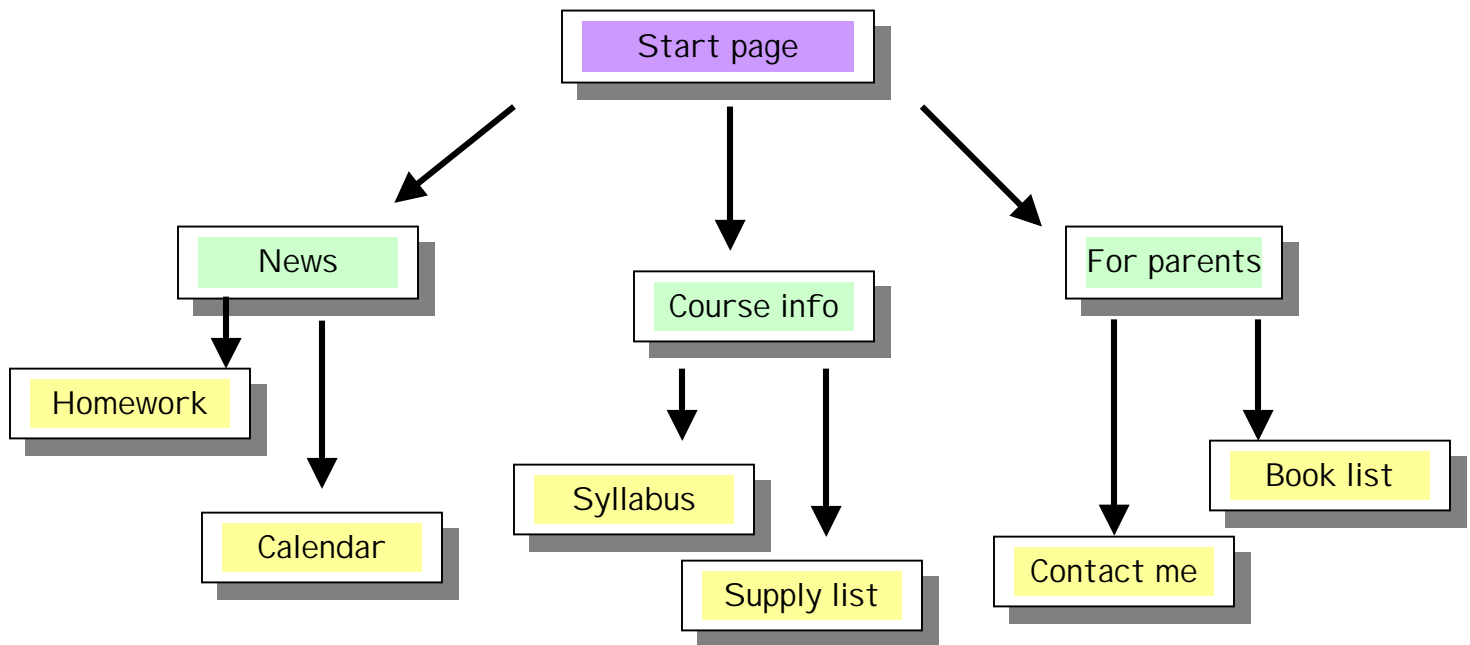 Start page
News
For parents
Course info
Homework
Book list
Syllabus
Calendar
Contact me
Supply list